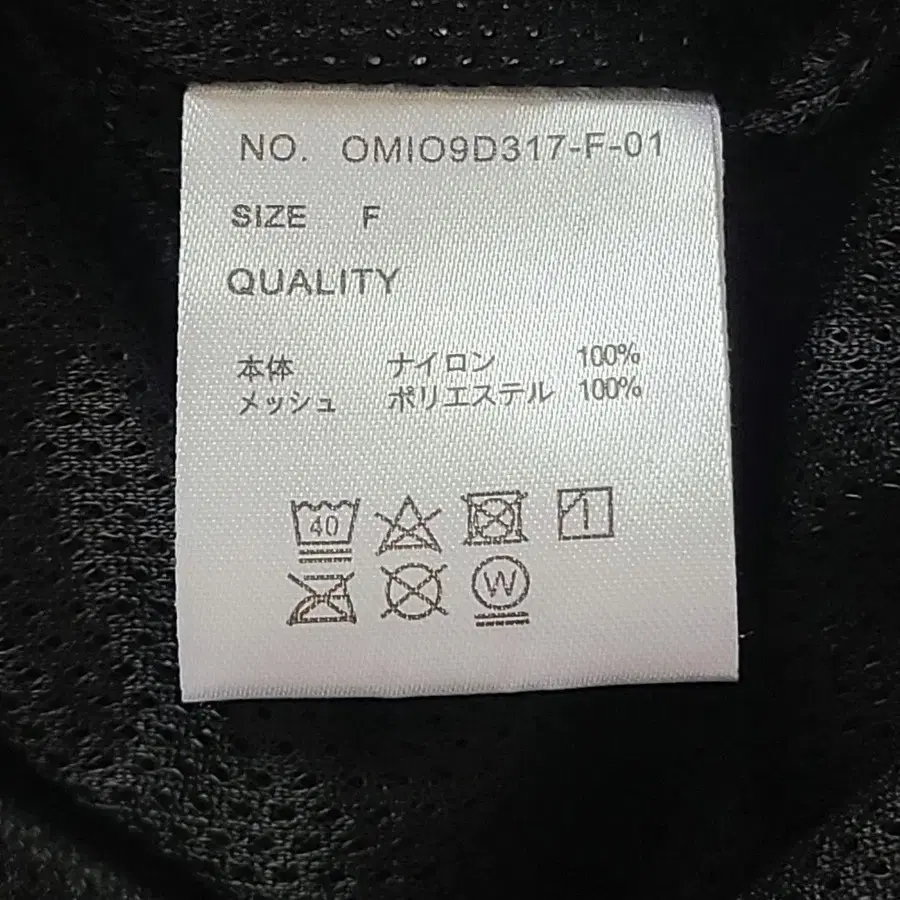 NO. OMIO9D317-F-01
SIZE F
QUALITY
本体 ナイロン 100%
メッシュ ポリエステル 100%
40
W